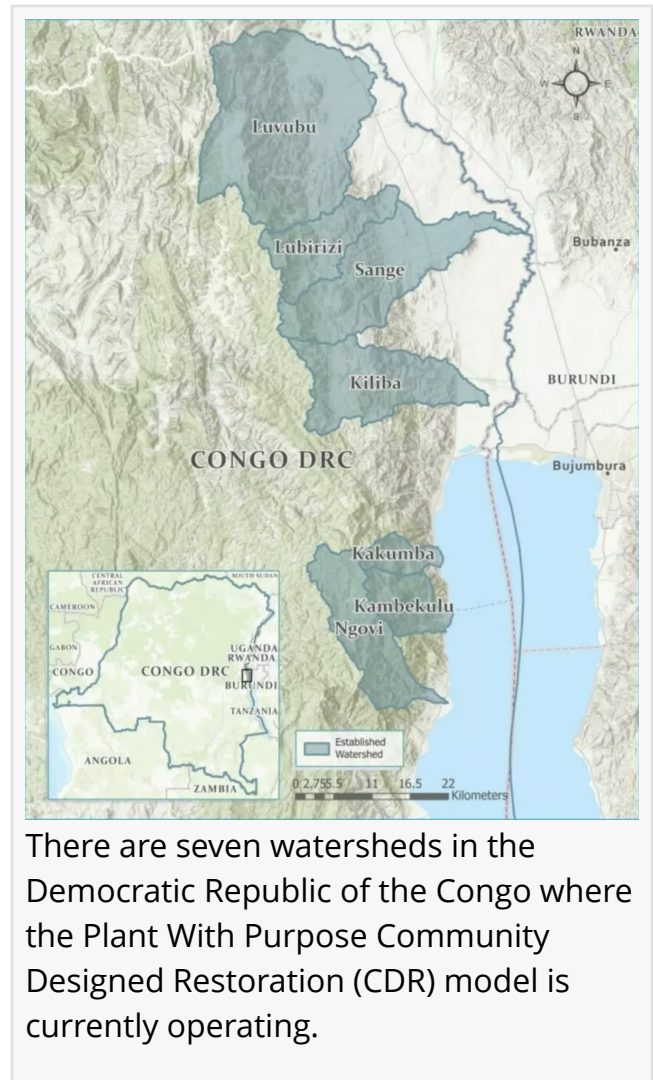 RWANDA
N
W E
S
Luvubu
Bubanza
Lubirizi
Sange
BURUNDI
Kiliba
CONGO DRC
Bujumbura
Kakumba
Kambekulu
Ngovi
CENTRAL
AFRICAN
REPUBLIC
SOUTH SUDAN
CAMEROON
GABON
UGANDA
RWANDA
CONGO
CONGO DRC
BURUNDI
TANZANIA
ANGOLA
ZAMBIA
Established
Watershed
0 2.755.5 11 16.5 22
Kilometers
There are seven watersheds in the
Democratic Republic of the Congo where
the Plant With Purpose Community
Designed Restoration (CDR) model is
currently operating.